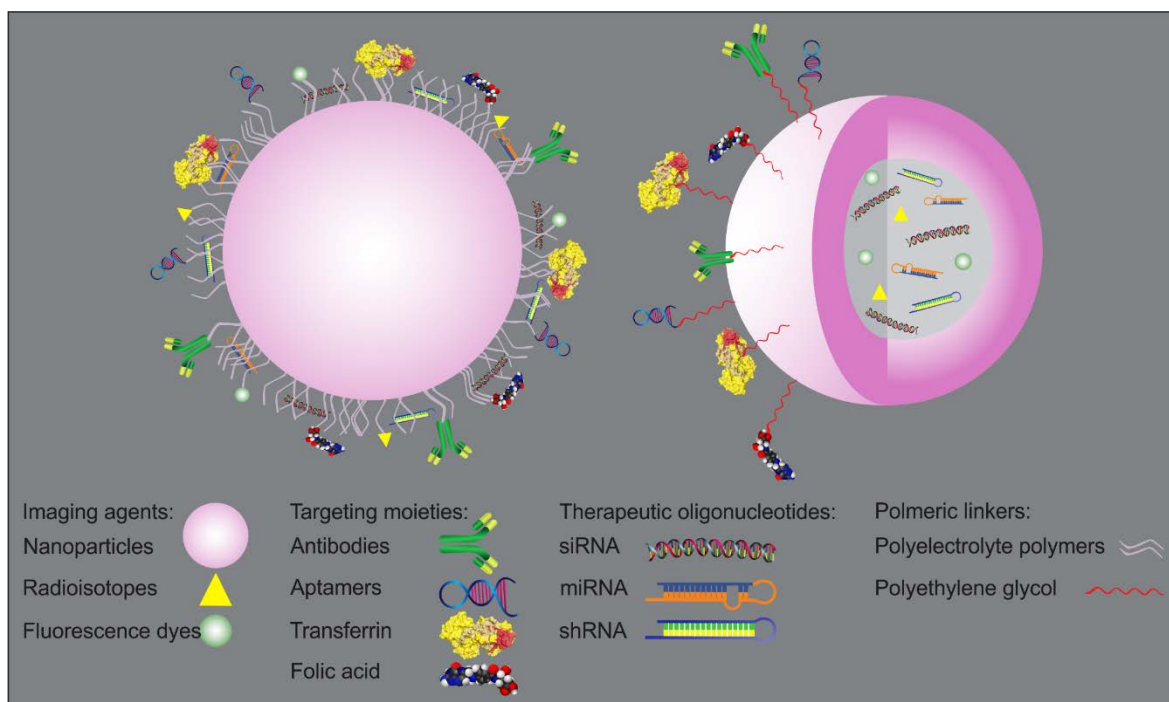 Imaging agents:
Nanoparticles
Radioisotopes
Fluorescence dyes
Targeting moieties:
Antibodies
Aptamers
Transferrin
Folic acid
Therapeutic oligonucleotides:
siRNA
miRNA
shRNA
Polmeric linkers:
Polyelectrolyte polymers
Polyethylene glycol